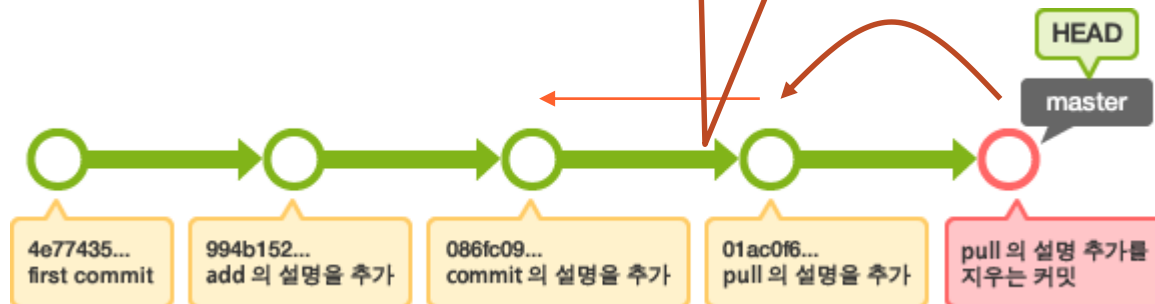 HEAD
master
4e77435...
first commit
994b152...
add 의 설명을 추가
086fc09...
commit 의 설명을 추가
01ac0f6...
pull 의 설명을 추가
pull 의 설명 추가를
지우는 커밋